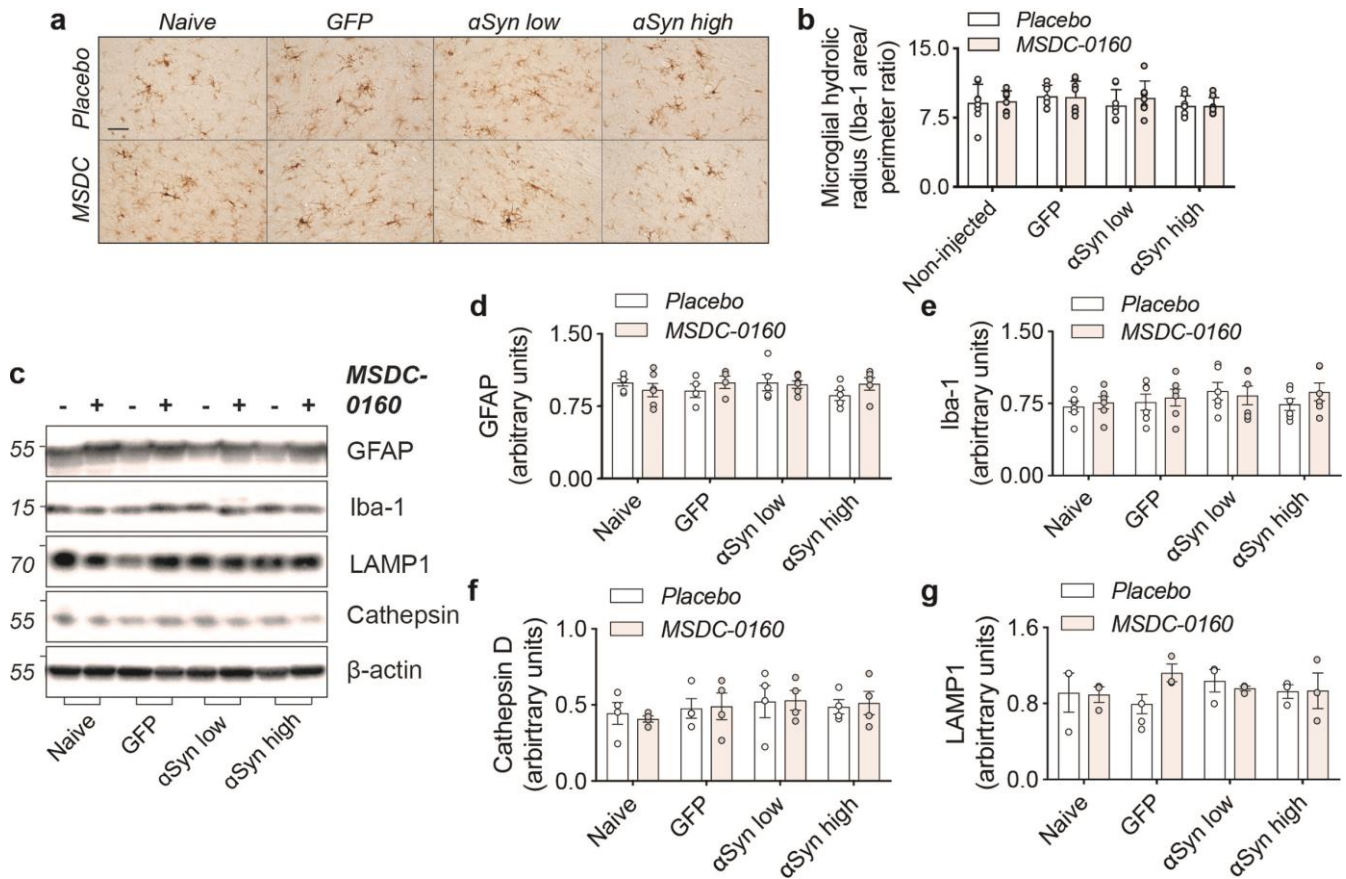 a
Naive GFP αSyn low αSyn high
Placebo
MSDC
b
Placebo
MSDC-0160
Microglial hydrolic
radius (Iba-1 area/
perimeter ratio)
15.0
7.5
0.0
Non-injected
GFP
αSyn low
αSyn high
c
MSDC-
0160
- + - + - + - +
55 GFAP
15 Iba-1
70 LAMP1
55 Cathepsin
55 β-actin
Naive
GFP
αSyn low
αSyn high
d
Placebo
MSDC-0160
GFAP
(arbitrary units)
1.50
0.75
0.00
Naive
GFP
αSyn low
αSyn high
e
Placebo
MSDC-0160
Iba-1
(arbirtrary units)
1.50
0.75
0.00
Naive
GFP
αSyn low
αSyn high
f
Placebo
MSDC-0160
Cathepsin D
(arbirtrary units)
1.0
0.5
0.0
Naive
GFP
αSyn low
αSyn high
g
Placebo
MSDC-0160
LAMP1
(arbirtrary units)
1.6
0.8
0.0
Naive
GFP
αSyn low
αSyn high